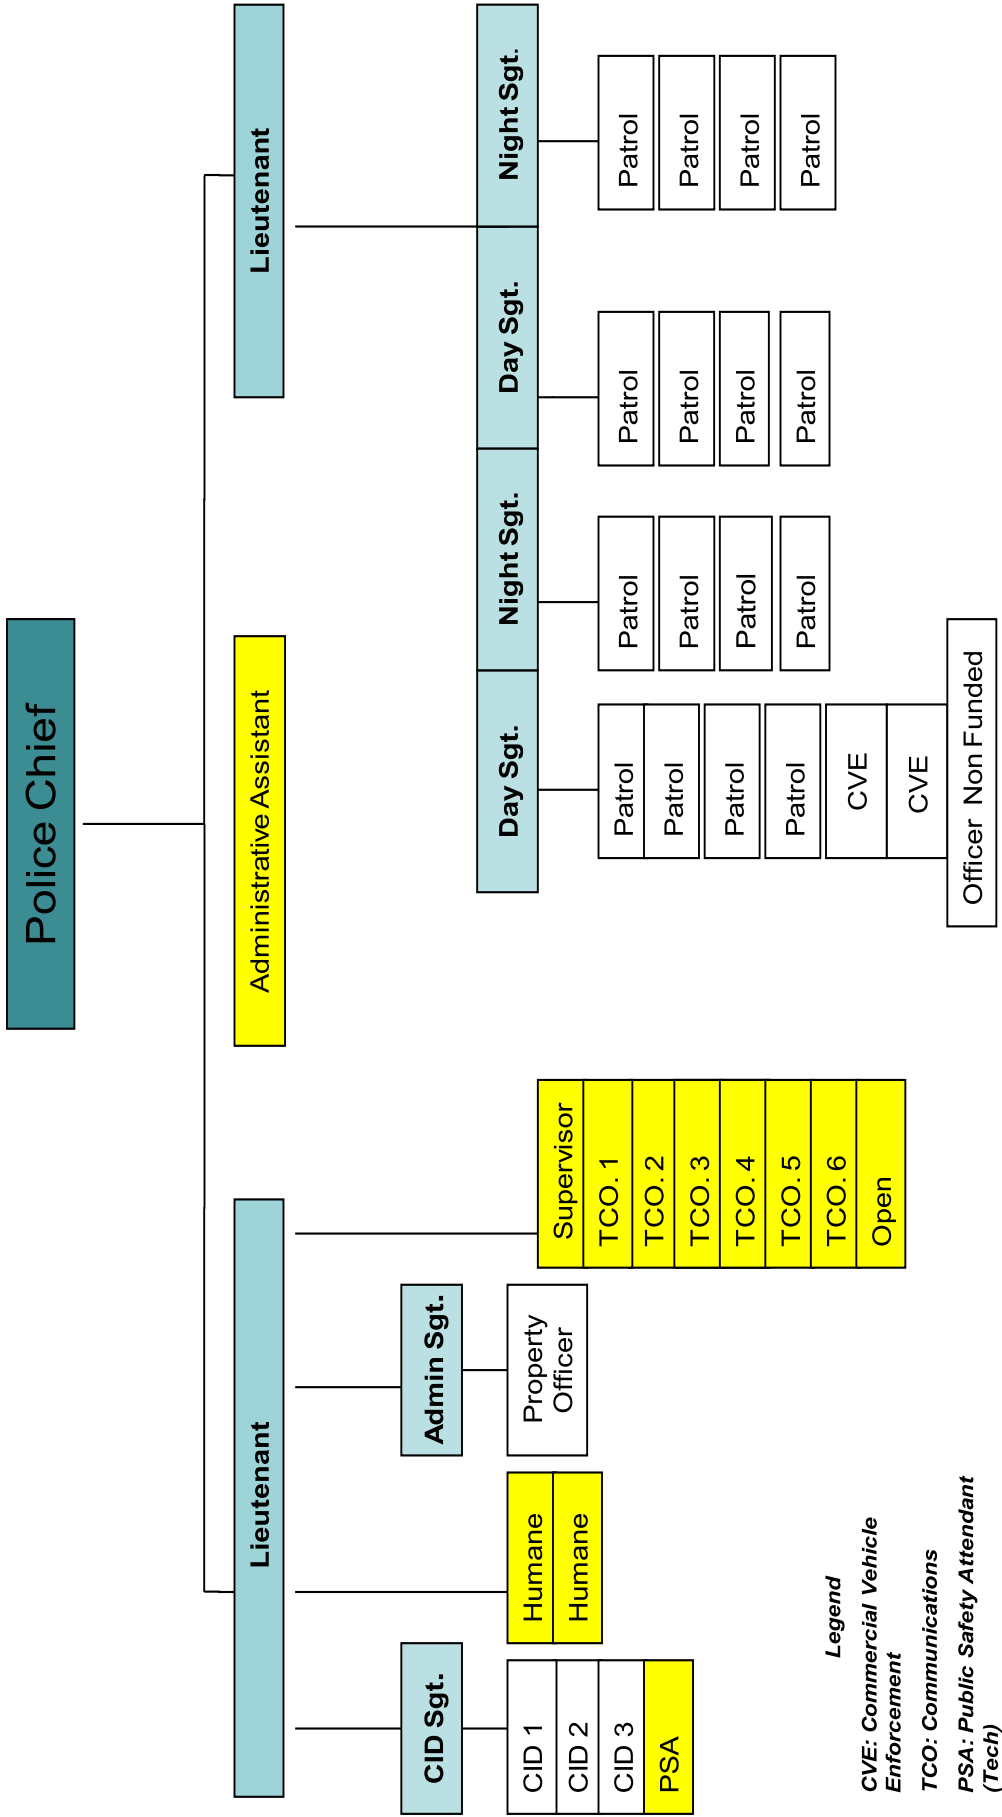 Police Chief
Lieutenant
Administrative Assistant
Lieutenant
CID Sgt.
CID 1
CID 2
CID 3
PSA
Humane
Humane
Admin Sgt.
Property
Officer
Supervisor
TCO. 1
TCO. 2
TCO. 3
TCO. 4
TCO. 5
TCO. 6
Open
Day Sgt.
Patrol
Patrol
Patrol
Patrol
CVE
CVE
Officer Non Funded
Night Sgt.
Patrol
Patrol
Patrol
Patrol
Day Sgt.
Patrol
Patrol
Patrol
Patrol
Night Sgt.
Patrol
Patrol
Patrol
Patrol
Legend
CVE: Commercial Vehicle
Enforcement
TCO: Communications
PSA: Public Safety Attendant
(Tech)